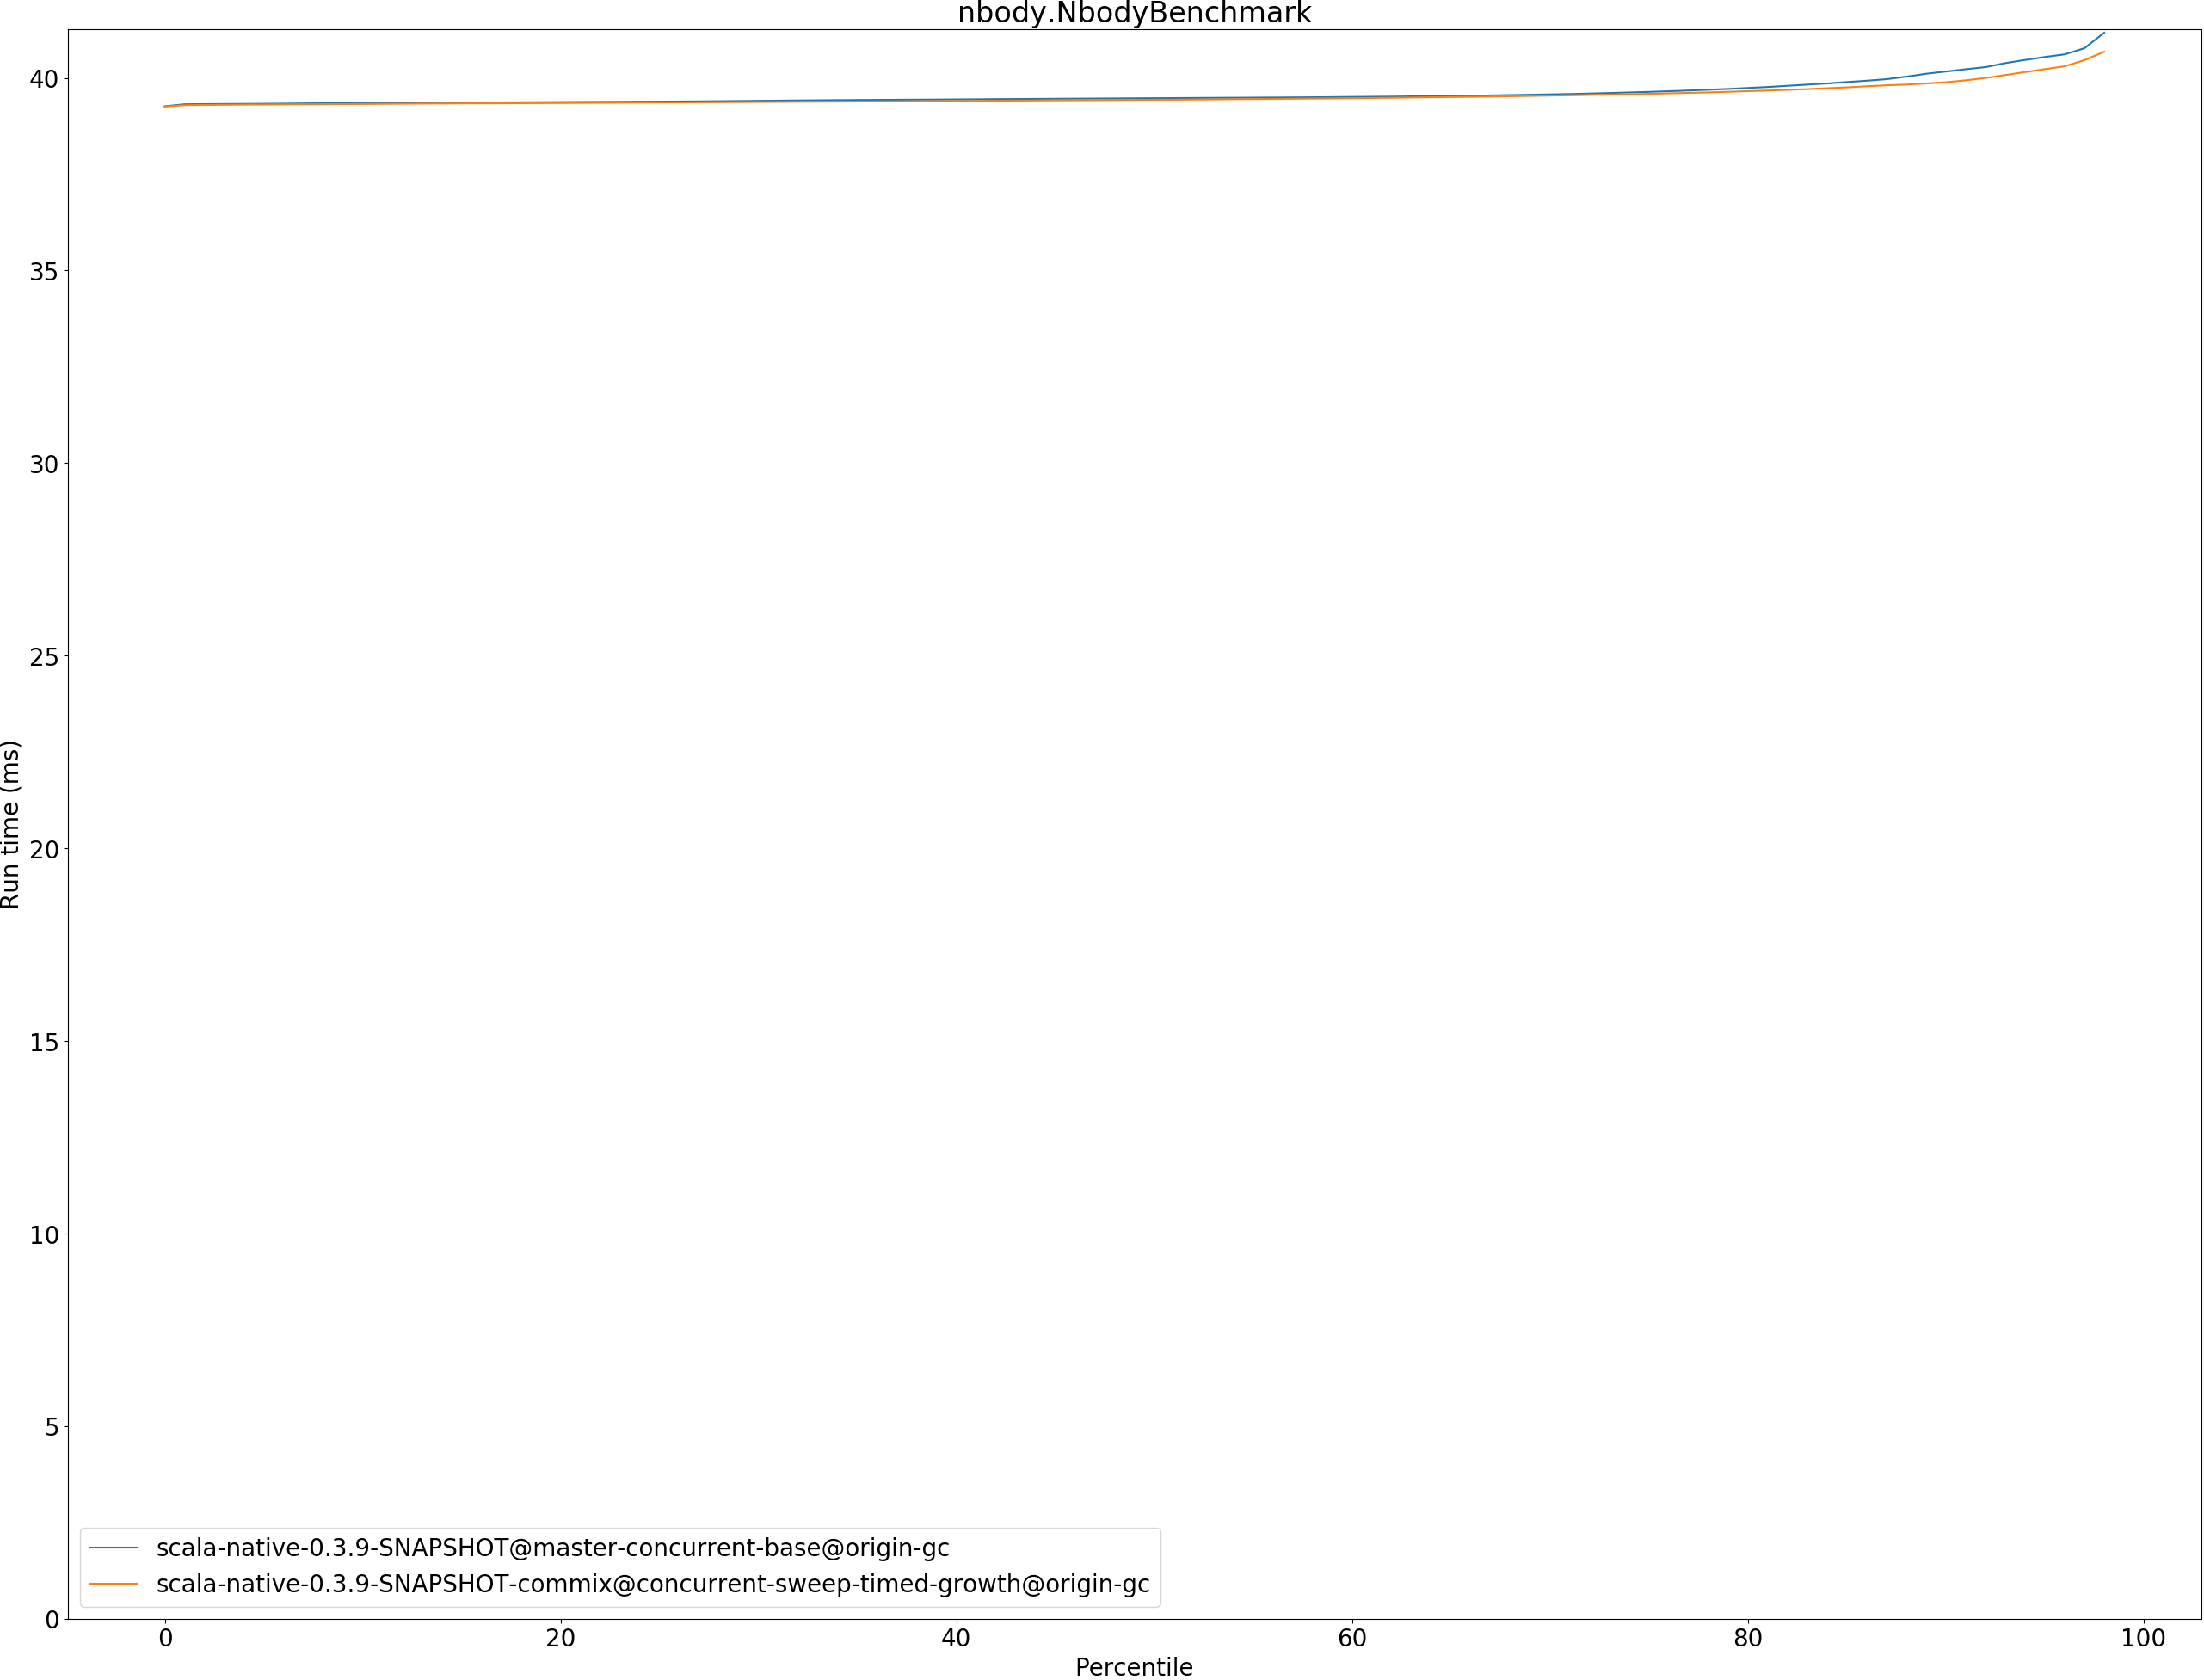 nbody.NbodyBenchmark
40
35
30
25
20
15
10
5
0
Run time (ms)
scala-native-0.3.9-SNAPSHOT@master-concurrent-base@origin-gc
scala-native-0.3.9-SNAPSHOT-commix@concurrent-sweep-timed-growth@origin-gc
0 20 40 60 80 100
Percentile